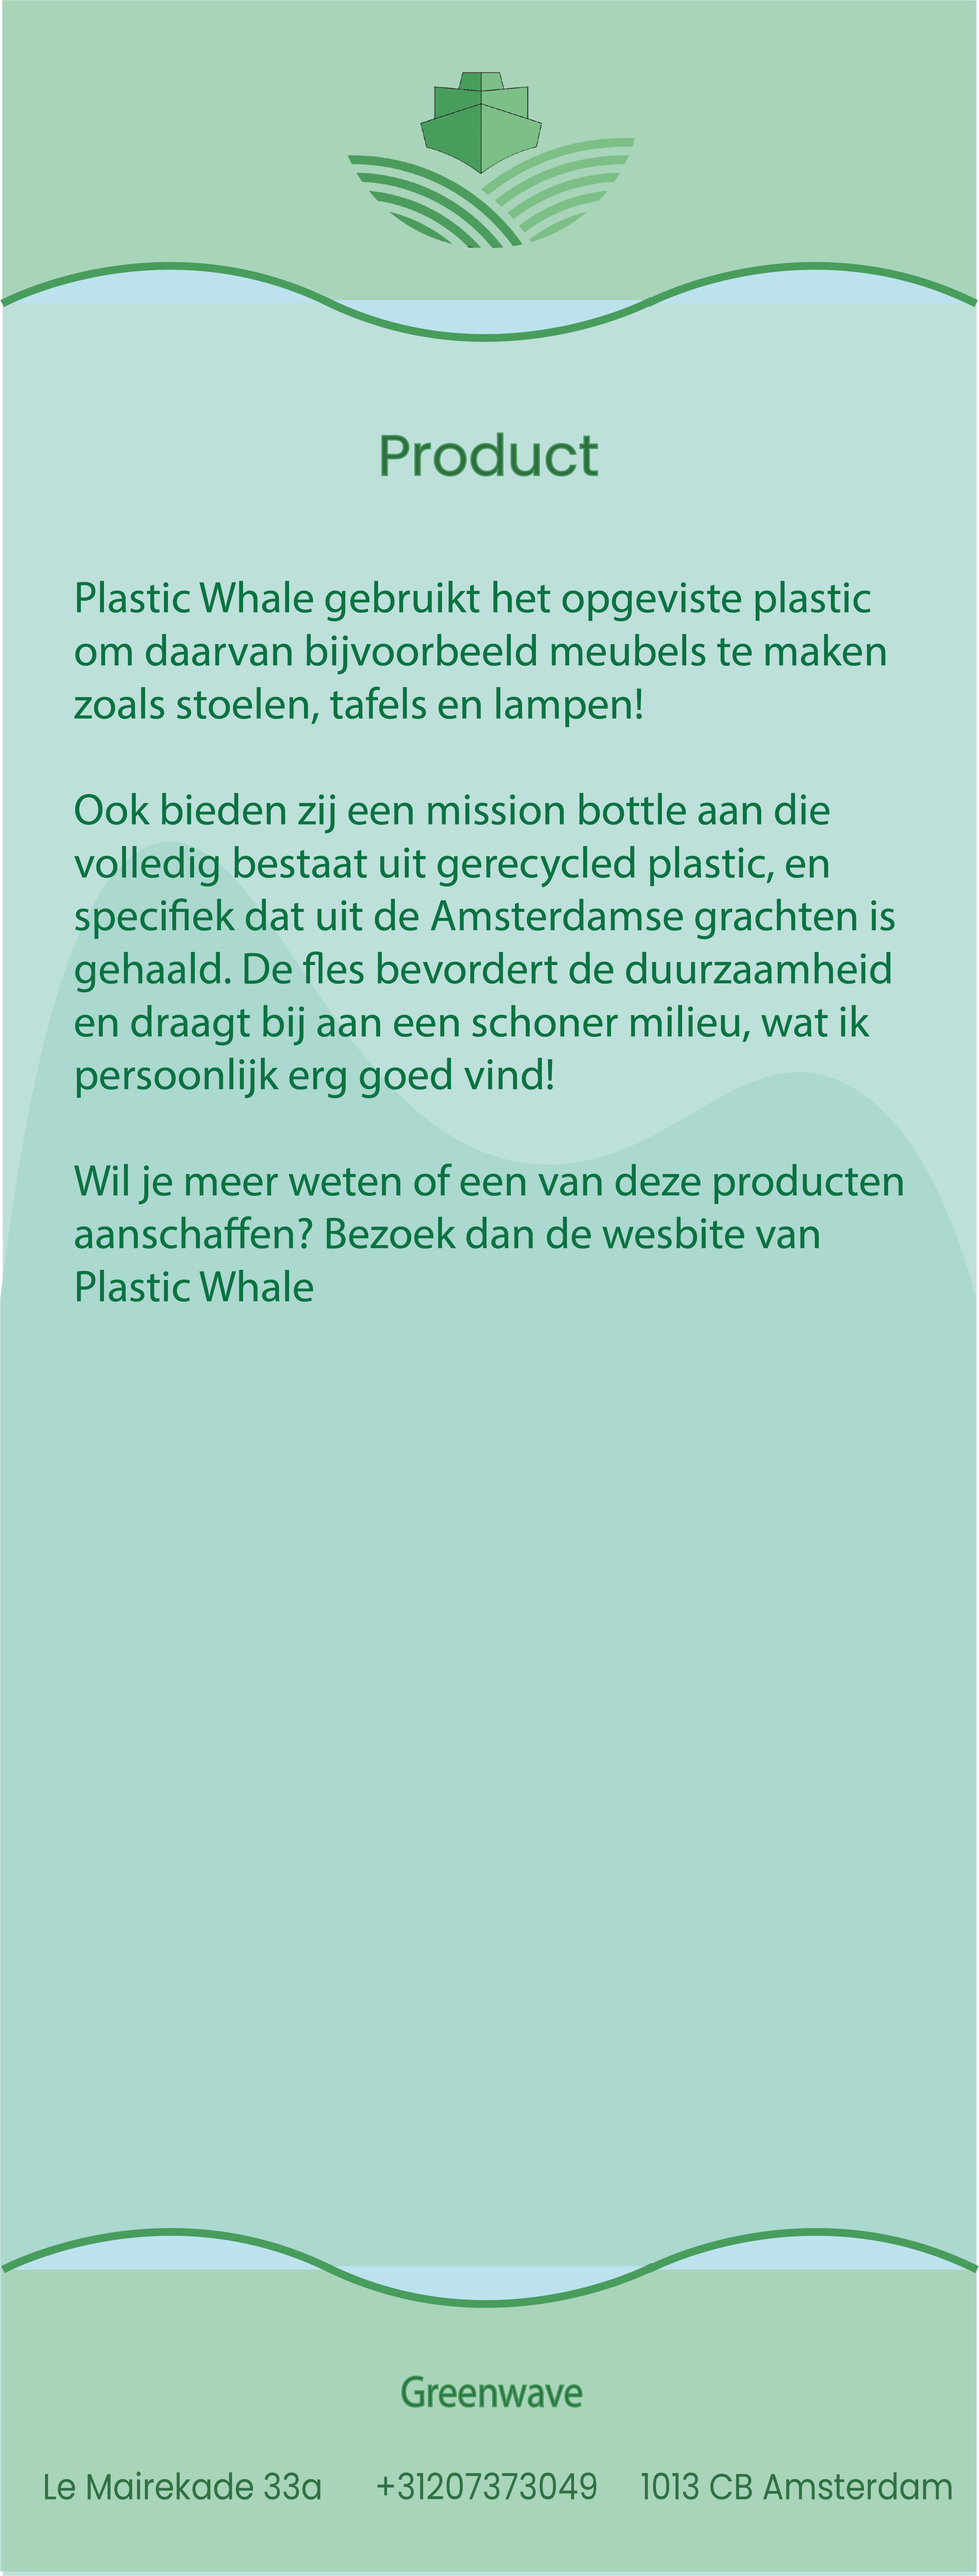 Product
Plastic Whale gebruikt het opgeviste plastic
om daarvan bijvoorbeeld meubels te maken
zoals stoelen, tafels en lampen!
Ook bieden zij een mission bottle aan die
volledig bestaat uit gerecycled plastic, en
specifiek dat uit de Amsterdamse grachten is
gehaald. De fles bevordert de duurzaamheid
en draagt bij aan een schoner milieu, wat ik
persoonlijk erg goed vind!
Wil je meer weten of een van deze producten
aanschaffen? Bezoek dan de wesbite van
Plastic Whale
Greenwave
Le Mairekade 33a +31207373049 1013 CB Amsterdam